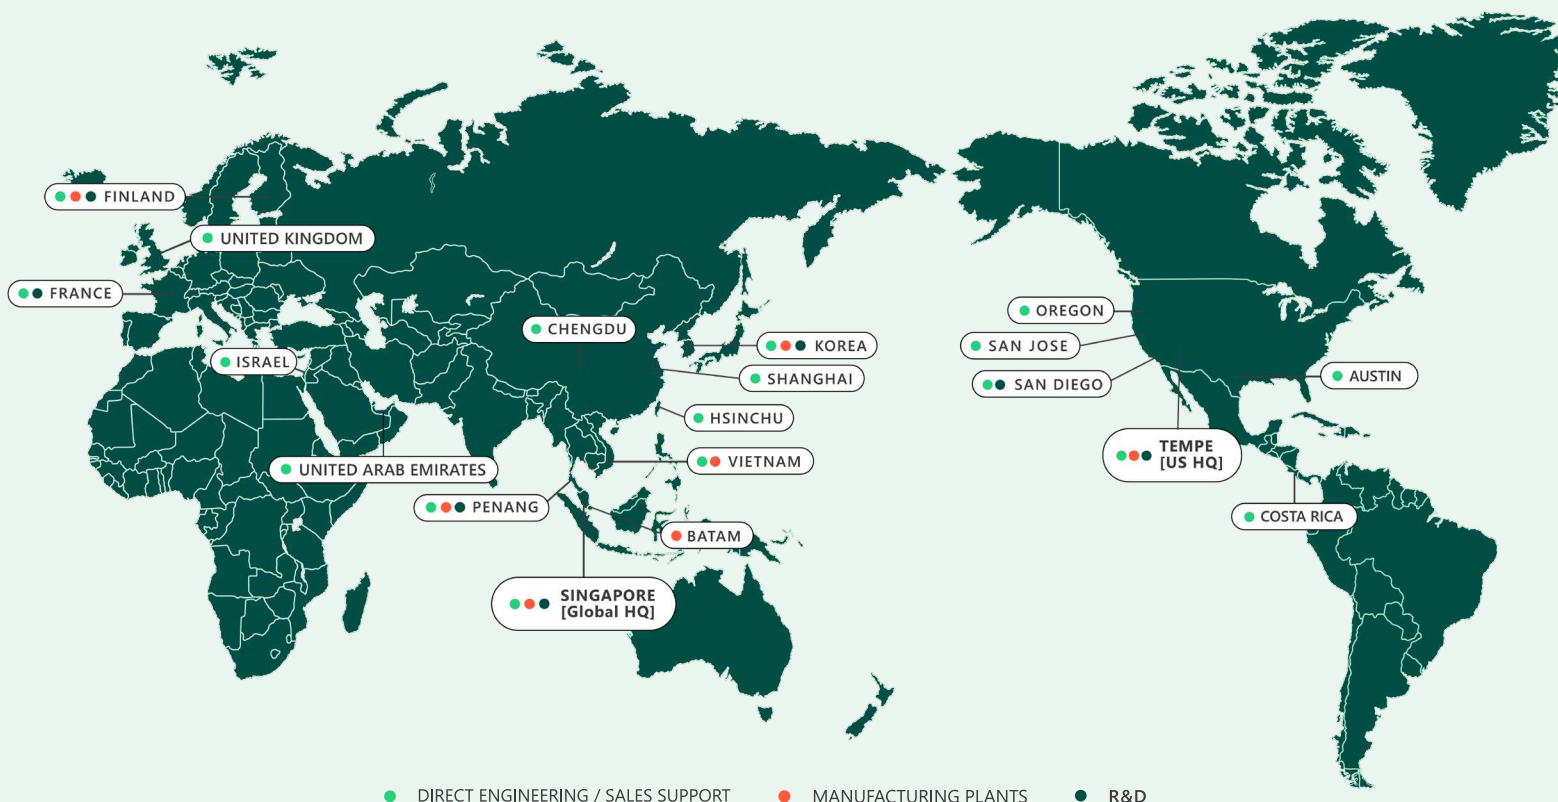 FINLAND
UNITED KINGDOM
FRANCE
CHENGDU
KOREA
ISRAEL
SHANGHAI
HSINCHU
UNITED ARAB EMIRATES
VIETNAM
PENANG
BATAM
SINGAPORE
[Global HQ]
OREGON
SAN JOSE
SAN DIEGO
AUSTIN
TEMPE
[US HQ]
COSTA RICA
DIRECT ENGINEERING / SALES SUPPORT
MANUFACTURING PLANTS
R&D